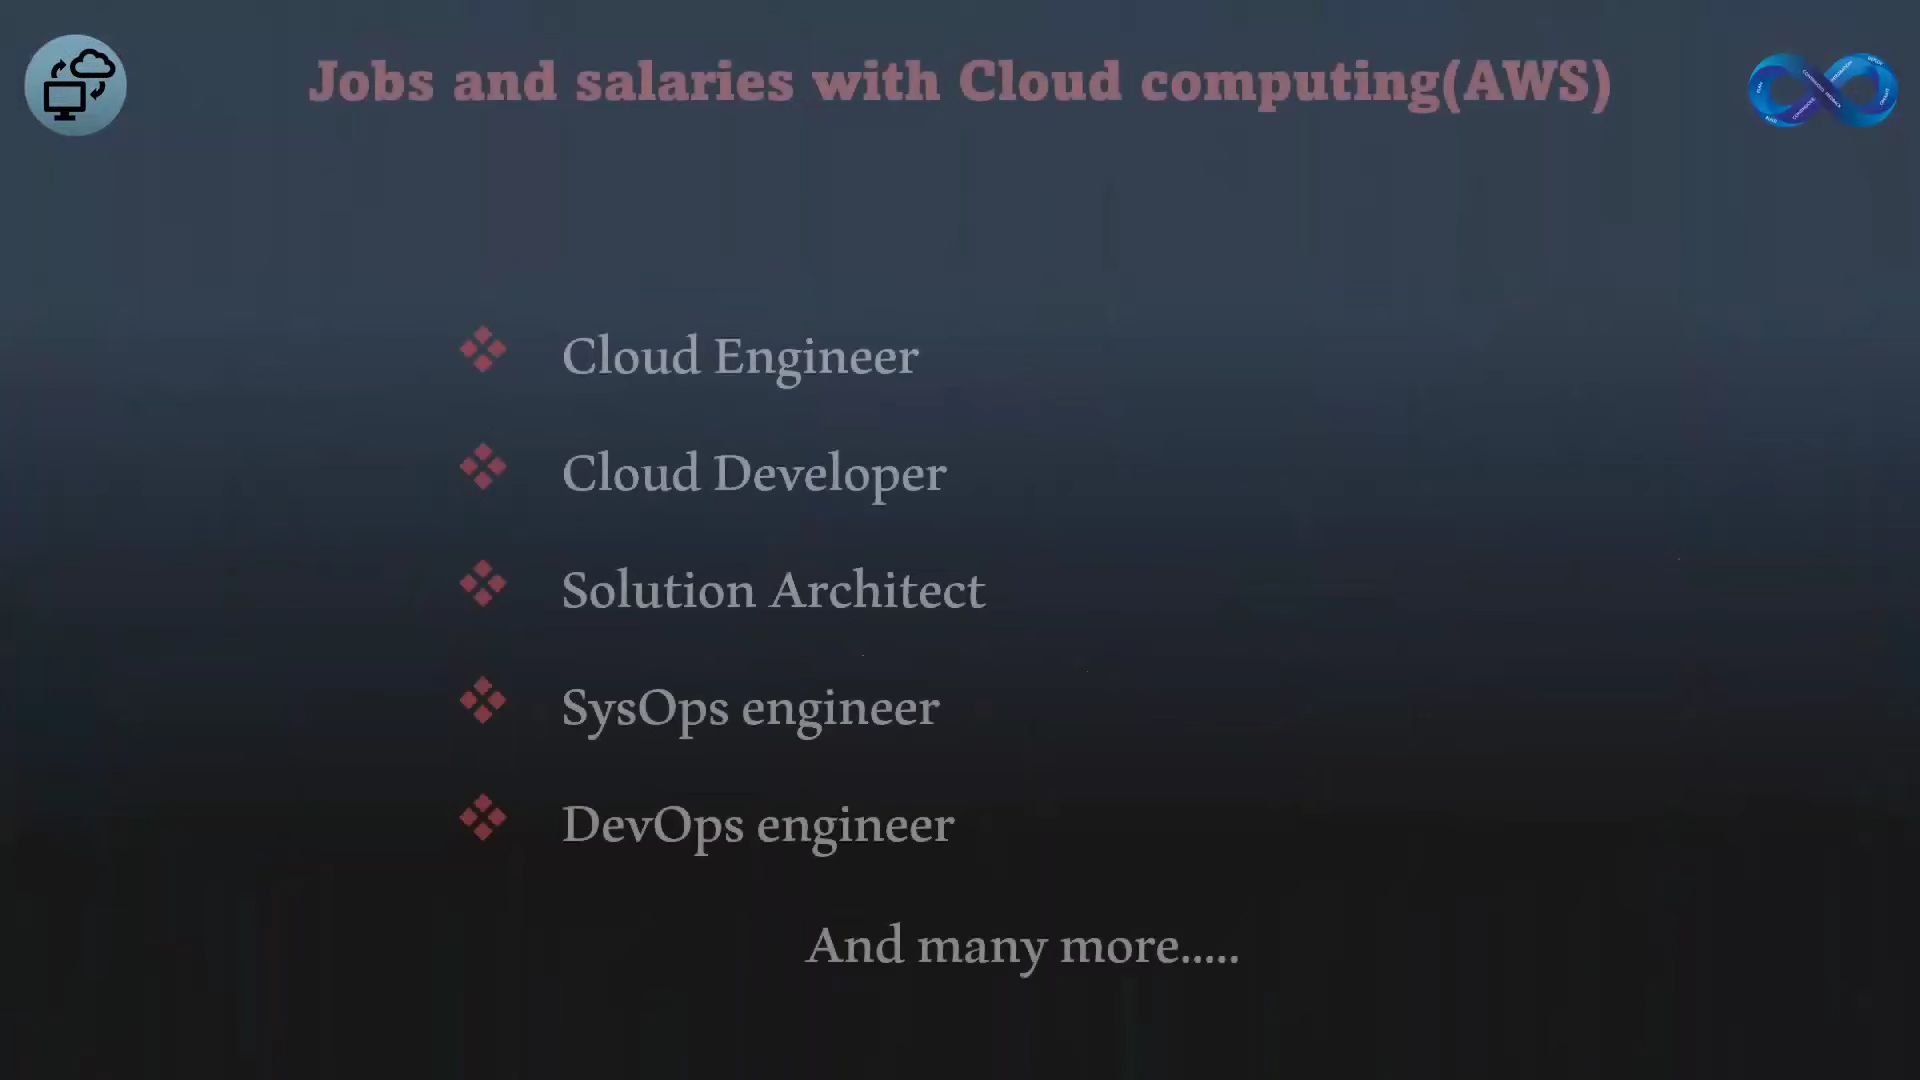 Jobs and salaries with Cloud computing(AWS)
Cloud Engineer
Cloud Developer
Solution Architect
SysOps engineer
DevOps engineer
And many more.....